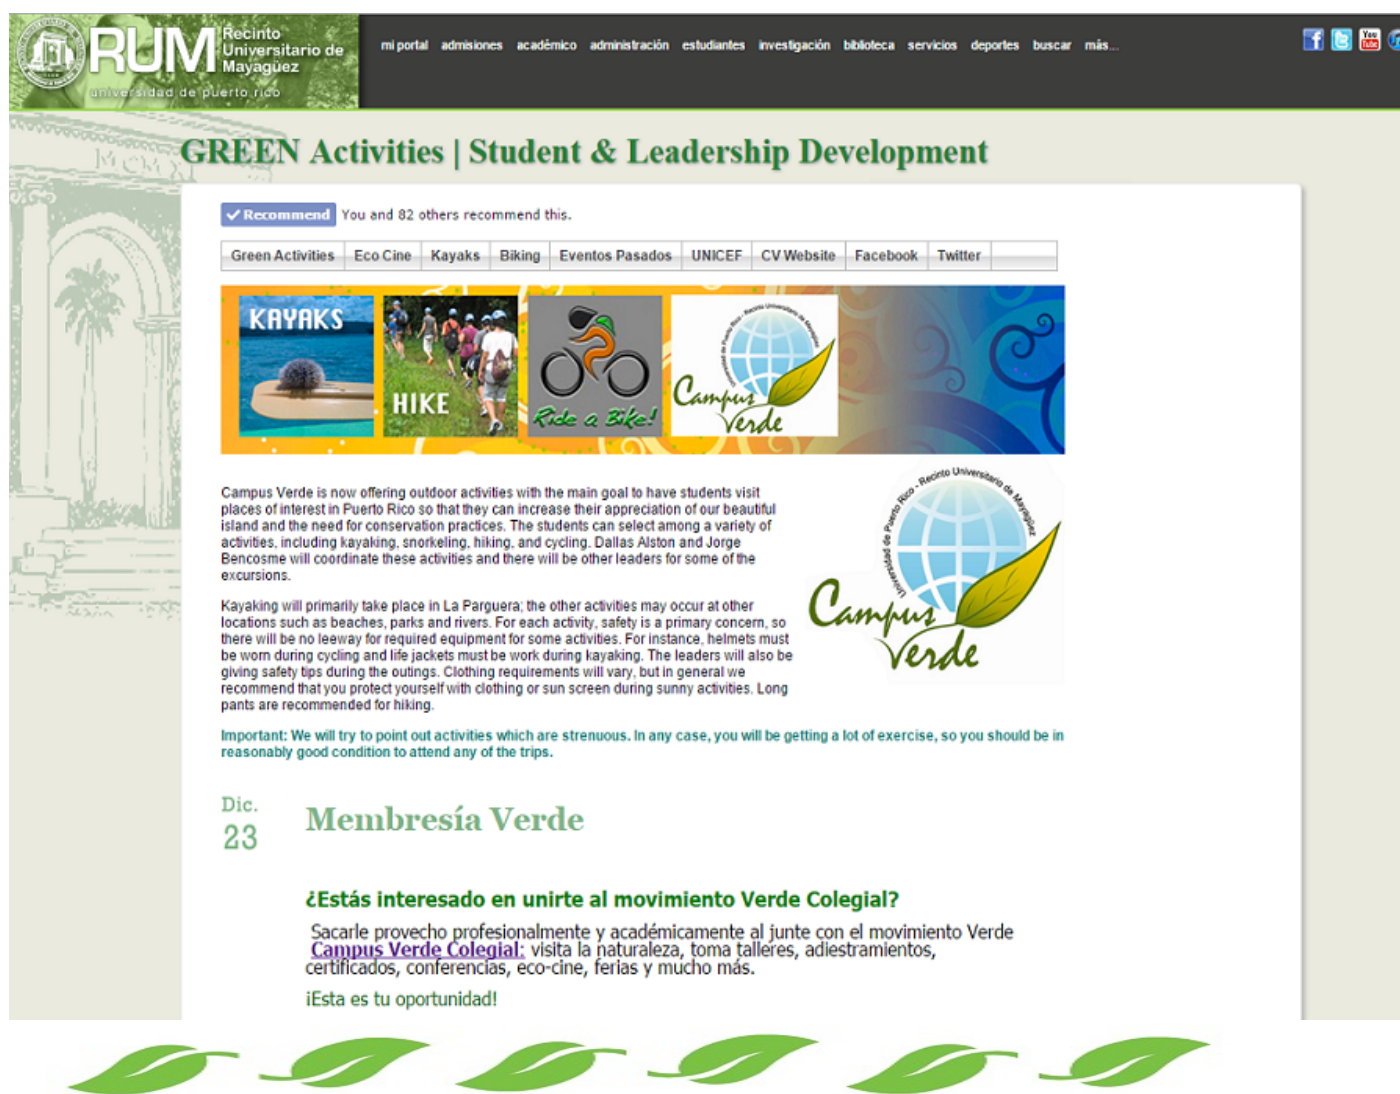 RUM
Recinto
Universitario de
Mayagüez
universidad de puerto rico
mi portal admisiones académico administración estudiantes investigación biblioteca servicios deportes buscar más...
You
Tube
GREEN Activities | Student & Leadership Development
Recommend You and 82 others recommend this.
Green Activities Eco Cine Kayaks Biking Eventos Pasados UNICEF CV Website Facebook Twitter
KAYAKS
HIKE
Ride a Bike!
Universidad de Puerto Rico - Recinto Universitario de Mayagüez
Campus
Verde
Campus Verde is now offering outdoor activities with the main goal to have students visit
places of interest in Puerto Rico so that they can increase their appreciation of our beautiful
island and the need for conservation practices. The students can select among a variety of
activities, including kayaking, snorkeling, hiking, and cycling. Dallas Alston and Jorge
Bencosme will coordinate these activities and there will be other leaders for some of the
excursions.
Universidad de Puerto Rico - Recinto Universitario de Mayagüez
Campus
Verde
Kayaking will primarily take place in La Parguera; the other activities may occur at other
locations such as beaches, parks and rivers. For each activity, safety is a primary concern, so
there will be no leeway for required equipment for some activities. For instance, helmets must
be worn during cycling and life jackets must be work during kayaking. The leaders will also be
giving safety tips during the outings. Clothing requirements will vary, but in general we
recommend that you protect yourself with clothing or sun screen during sunny activities. Long
pants are recommended for hiking.
Important: We will try to point out activities which are strenuous. In any case, you will be getting a lot of exercise, so you should be in
reasonably good condition to attend any of the trips.
Dic.
23
Membresía Verde
¿Estás interesado en unirte al movimiento Verde Colegial?
Sacarle provecho profesionalmente y académicamente al junte con el movimiento Verde
Campus Verde Colegial: visita la naturaleza, toma talleres, adiestramientos,
certificados, conferencias, eco-cine, ferias y mucho más.
¡Esta es tu oportunidad!